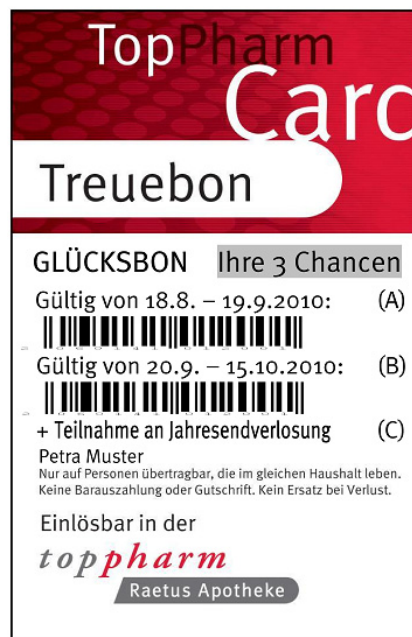 TopPharm
Card
Treuebon
GLÜCKSBON Ihre 3 Chancen
Gültig von 18.8. – 19.9.2010: (A)
Gültig von 20.9. – 15.10.2010: (B)
+ Teilnahme an Jahresendverlosung (C)
Petra Muster
Nur auf Personen übertragbar, die im gleichen Haushalt leben.
Keine Barauszahlung oder Gutschrift. Kein Ersatz bei Verlust.
Einlösbar in der
toppharm
Raetus Apotheke